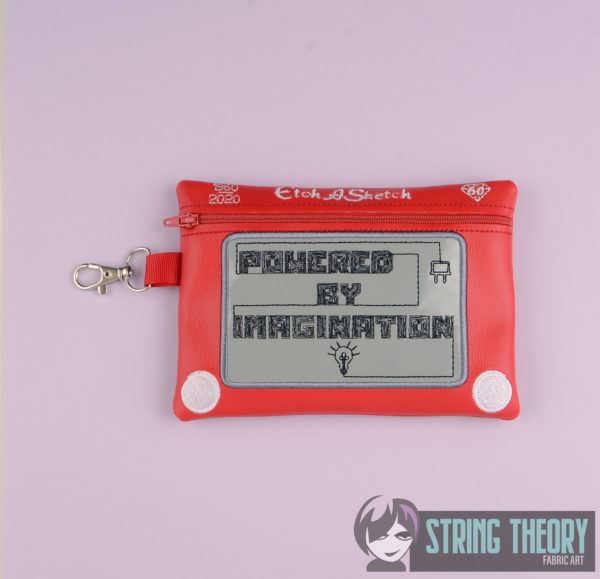 1960
2020
Etch A Sketch
60
POWERED
BY
IMAGINATION
STRING THEORY
FABRIC ART